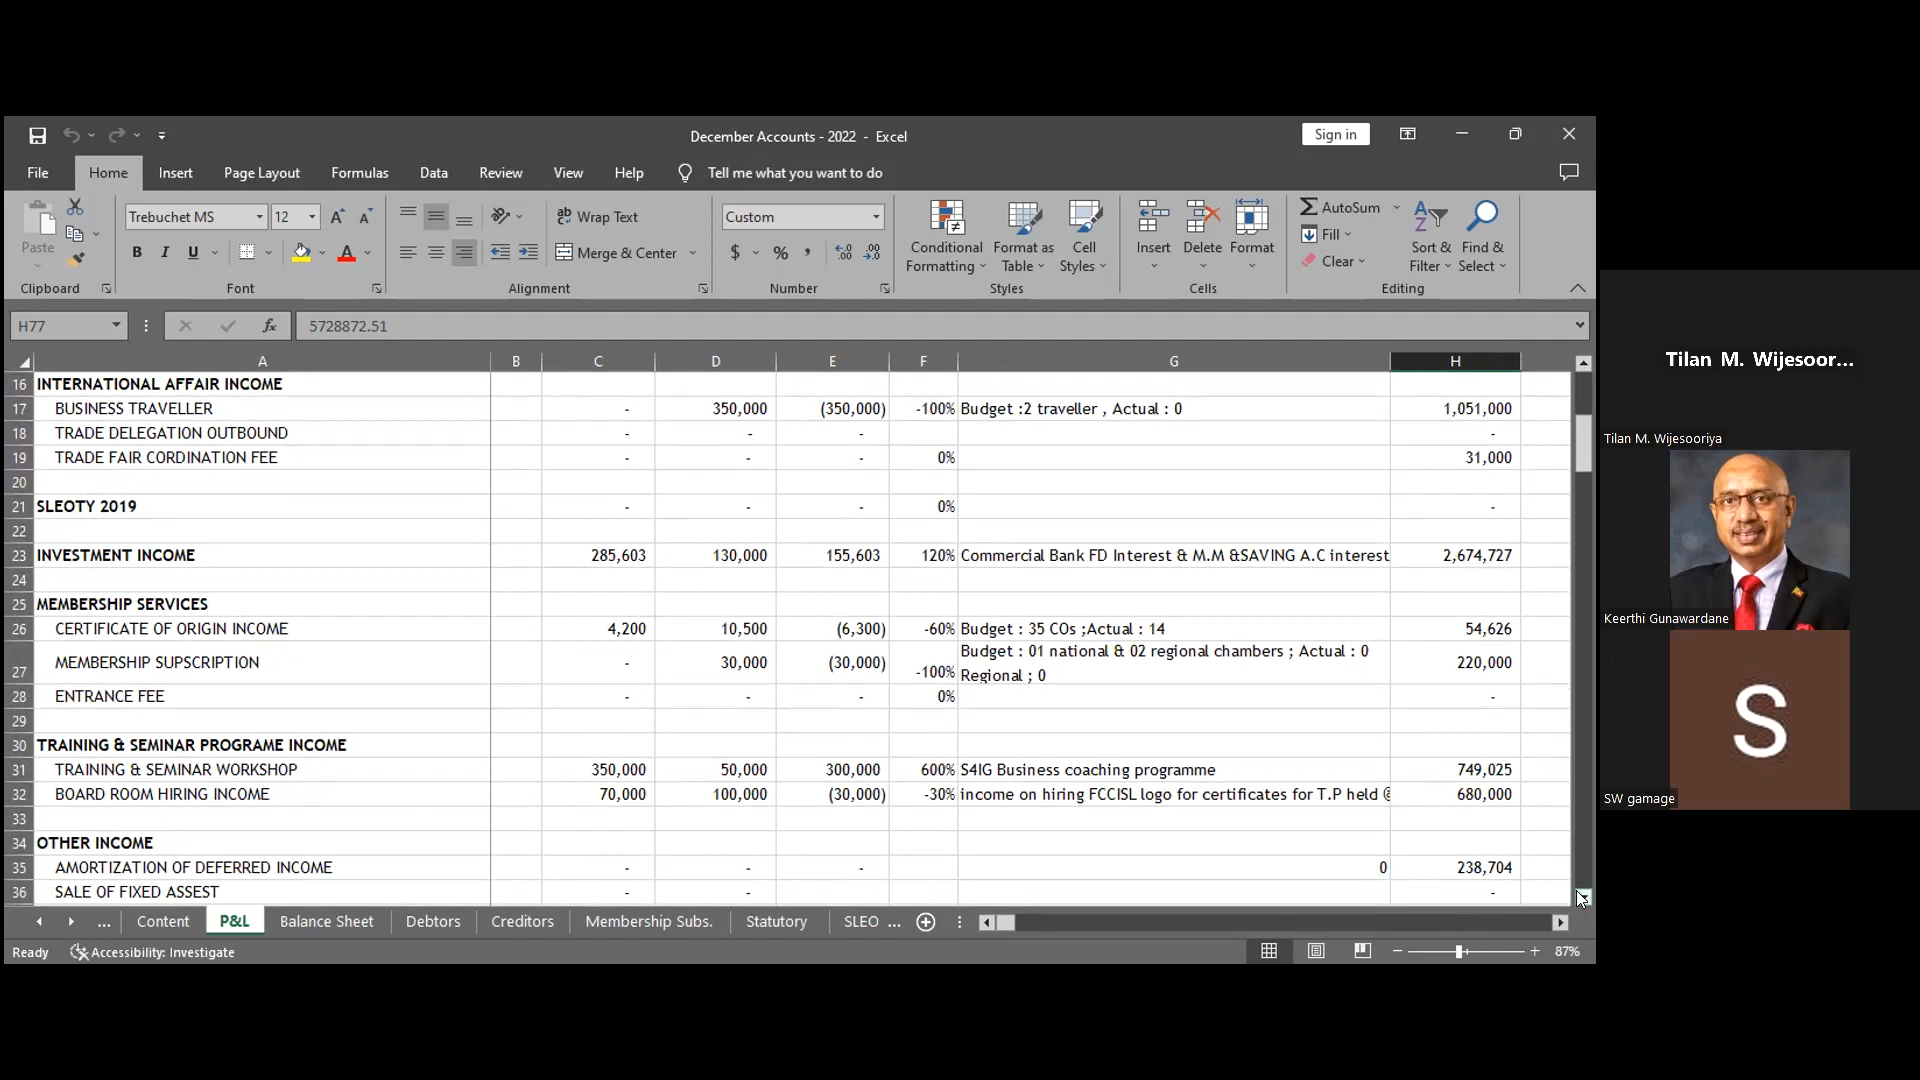 December Accounts - 2022 - Excel
Sign in
File Home Insert Page Layout Formulas Data Review View Help Tell me what you want to do
Paste
Clipboard
Trebuchet MS 12
B I U
Font
Wrap Text
Merge & Center
Alignment
Custom
$ % ,
Number
Conditional Formatting
Format as Table
Cell Styles
Styles
Insert Delete Format
Cells
AutoSum
Fill
Clear
Sort & Filter
Find & Select
Editing
H77 fx 5728872.51
A B C D E F G H
16 INTERNATIONAL AFFAIR INCOME
17 BUSINESS TRAVELLER - 350,000 (350,000) -100% Budget :2 traveller , Actual : 0 1,051,000
18 TRADE DELEGATION OUTBOUND - - - -
19 TRADE FAIR CORDINATION FEE - - - 0% 31,000
20
21 SLEOTY 2019 - - - 0% -
22
23 INVESTMENT INCOME 285,603 130,000 155,603 120% Commercial Bank FD Interest & M.M &SAVING A.C interest 2,674,727
24
25 MEMBERSHIP SERVICES
26 CERTIFICATE OF ORIGIN INCOME 4,200 10,500 (6,300) -60% Budget : 35 COs ;Actual : 14 54,626
27 MEMBERSHIP SUPSCRIPTION - 30,000 (30,000) -100% Budget : 01 national & 02 regional chambers ; Actual : 0 Regional ; 0 220,000
28 ENTRANCE FEE - - - 0% -
29
30 TRAINING & SEMINAR PROGRAME INCOME
31 TRAINING & SEMINAR WORKSHOP 350,000 50,000 300,000 600% S4IG Business coaching programme 749,025
32 BOARD ROOM HIRING INCOME 70,000 100,000 (30,000) -30% income on hiring FCCISL logo for certificates for T.P held @ 680,000
33
34 OTHER INCOME
35 AMORTIZATION OF DEFERRED INCOME - - - 0 238,704
36 SALE OF FIXED ASSEST - - - -
... Content P&L Balance Sheet Debtors Creditors Membership Subs. Statutory SLEO ...
Ready Accessibility: Investigate 87%
Tilan M. Wijesoor...
Tilan M. Wijesooriya
Keerthi Gunawardane
S
SW gamage